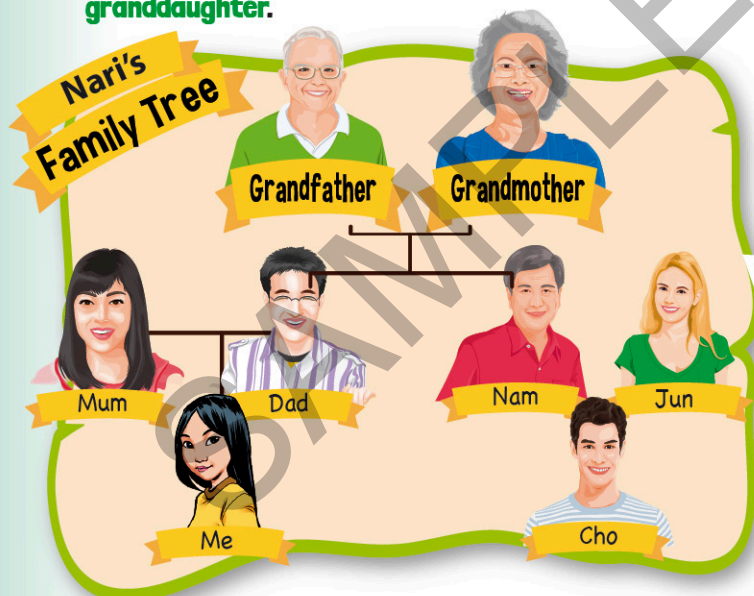 granddaughter.
Nari's
Family Tree
Grandfather Grandmother
Mum Dad Nam Jun
Me Cho
SAMPLE